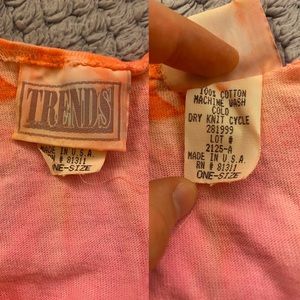 TRENDS
MADE IN U.S.A.
RN # 81311
ONE-SIZE
100% COTTON
MACHINE WASH
COLD
DRY KNIT CYCLE
281999
LOT #
2125-A
MADE IN U.S.A.
RN # 81311
ONE-SIZE